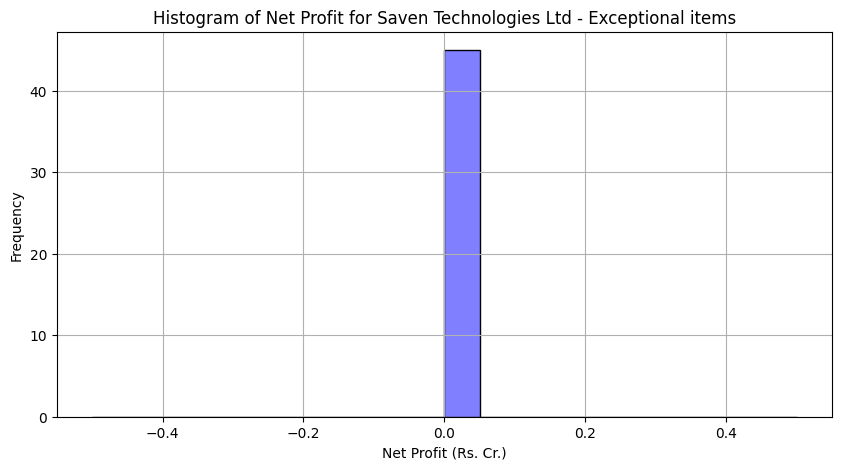 Histogram of Net Profit for Saven Technologies Ltd - Exceptional items
Frequency
40
30
20
10
0
−0.4 −0.2 0.0 0.2 0.4
Net Profit (Rs. Cr.)